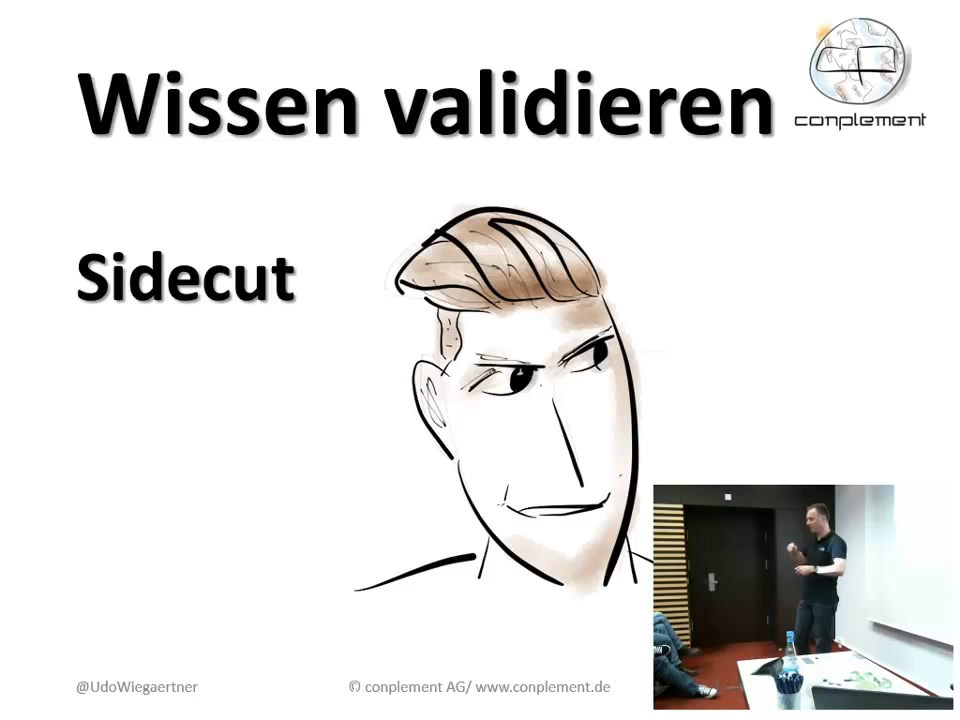 Wissen validieren
conplement
Sidecut
@UdoWiegaertner
© conplement AG/ www.conplement.de